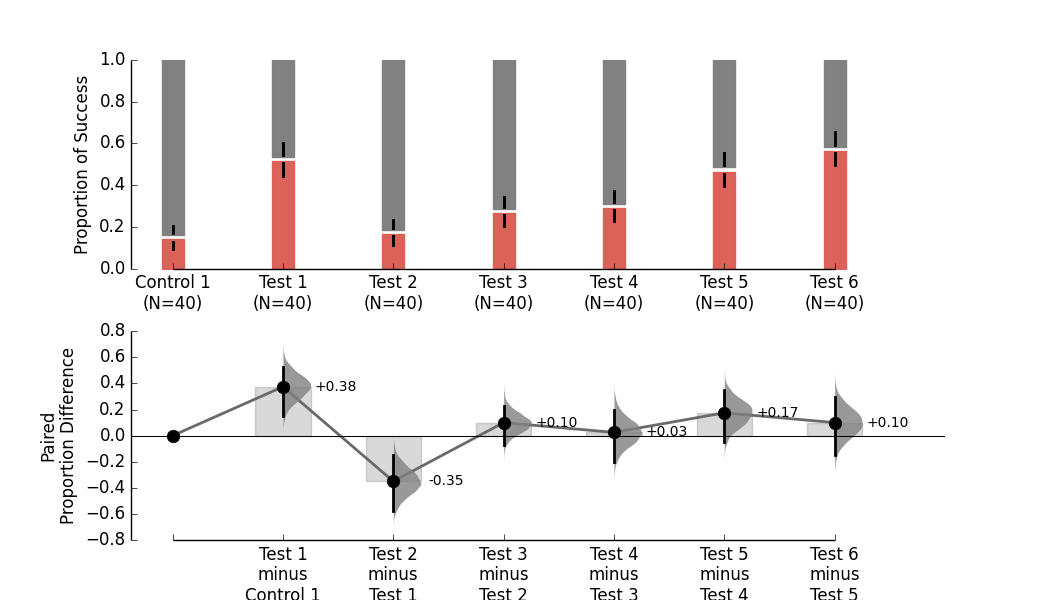 Proportion of Success
1.0
0.8
0.6
0.4
0.2
0.0
Control 1 Test 1 Test 2 Test 3 Test 4 Test 5 Test 6
(N=40) (N=40) (N=40) (N=40) (N=40) (N=40) (N=40)
Paired
Proportion Difference
0.8
0.6
0.4
0.2
0.0
−0.2
−0.4
−0.6
−0.8
+0.38
-0.35
+0.10
+0.03
+0.17
+0.10
Test 1 Test 2 Test 3 Test 4 Test 5 Test 6
minus minus minus minus minus minus
Control 1 Test 1 Test 2 Test 3 Test 4 Test 5